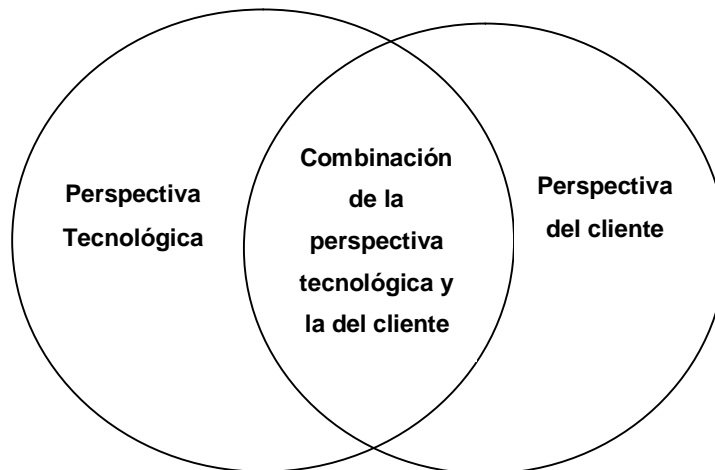 Perspectiva
Tecnológica
Combinación
de la
perspectiva
tecnológica y
la del cliente
Perspectiva
del cliente